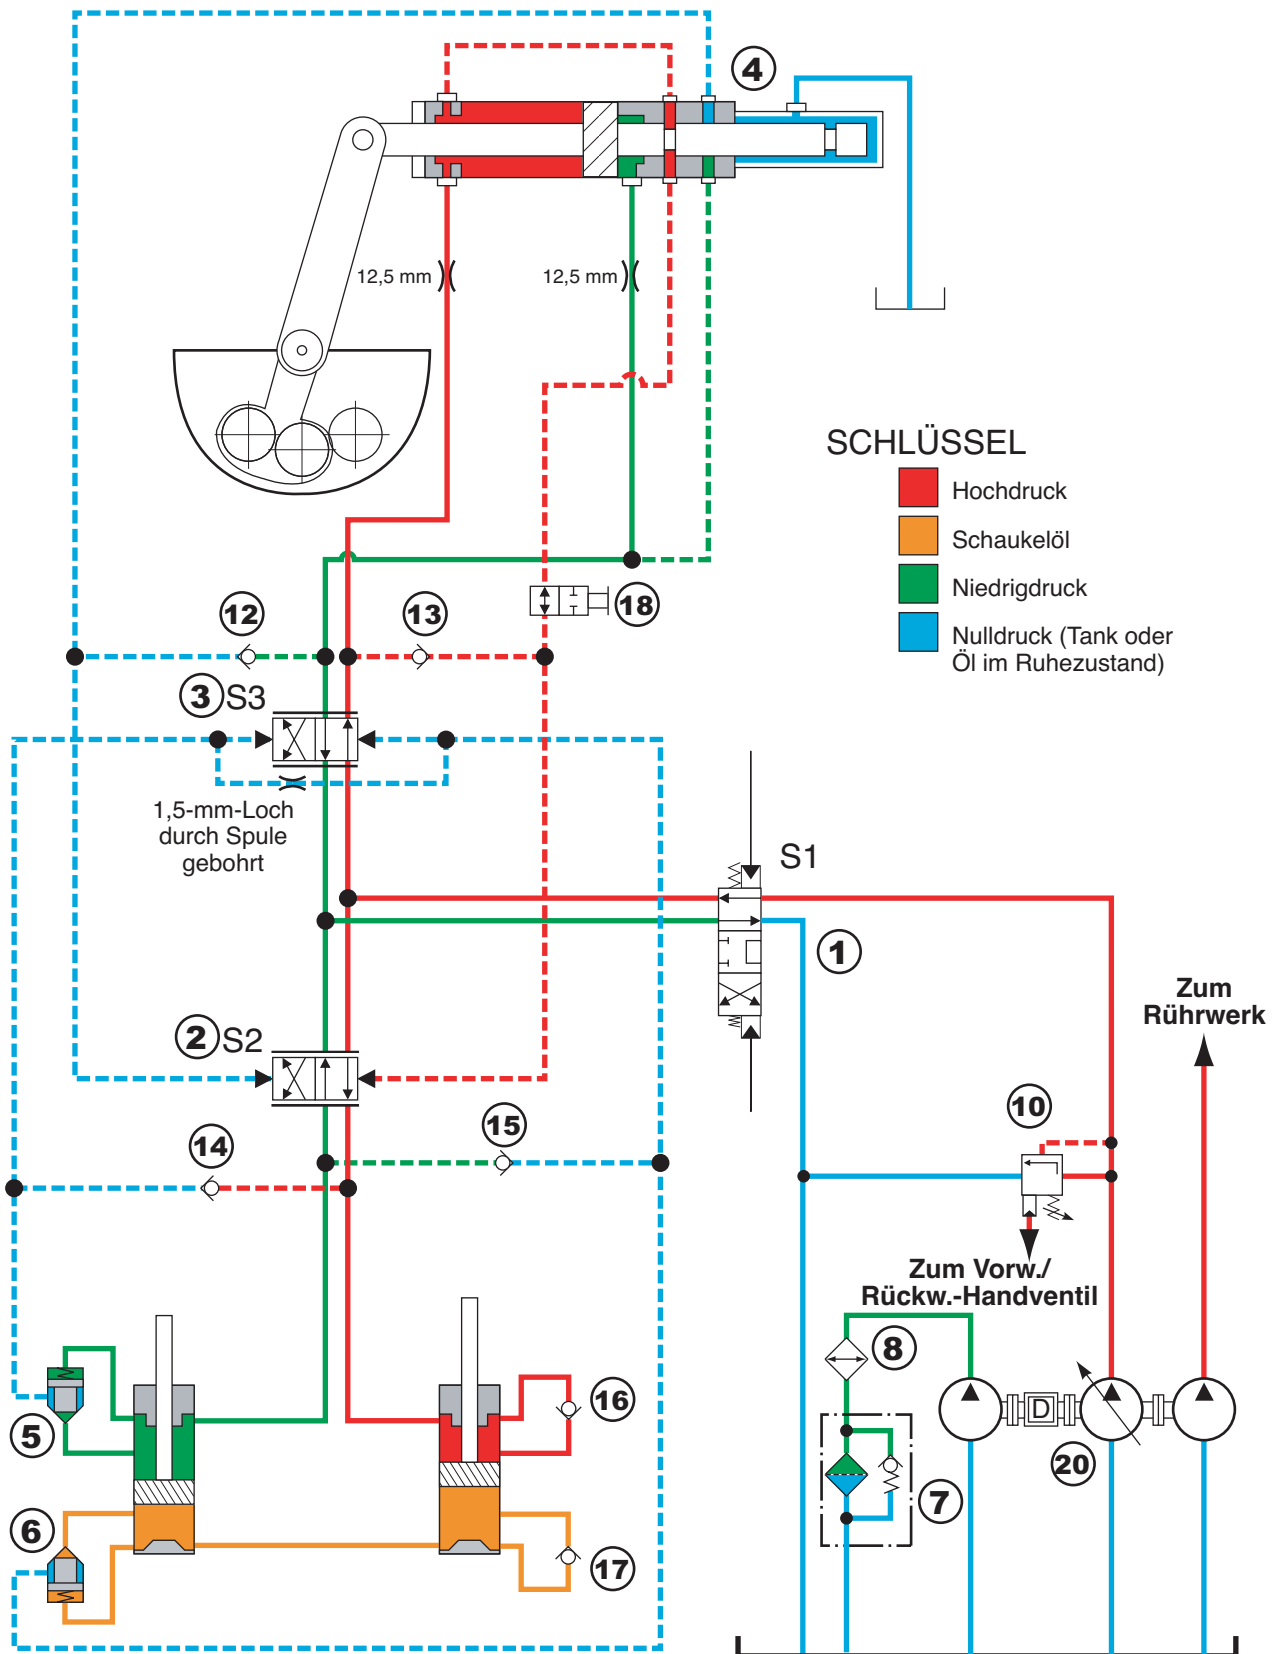 4
12,5 mm
12,5 mm
SCHLÜSSEL
Hochdruck
Schaukelöl
Niedrigdruck
Nulldruck (Tank oder
Öl im Ruhezustand)
18
12
13
3 S3
1,5-mm-Loch
durch Spule
gebohrt
S1
1
Zum
Rührwerk
2 S2
10
15
14
Zum Vorw./
Rückw.-Handventil
8
16
5
D
20
7
6
17